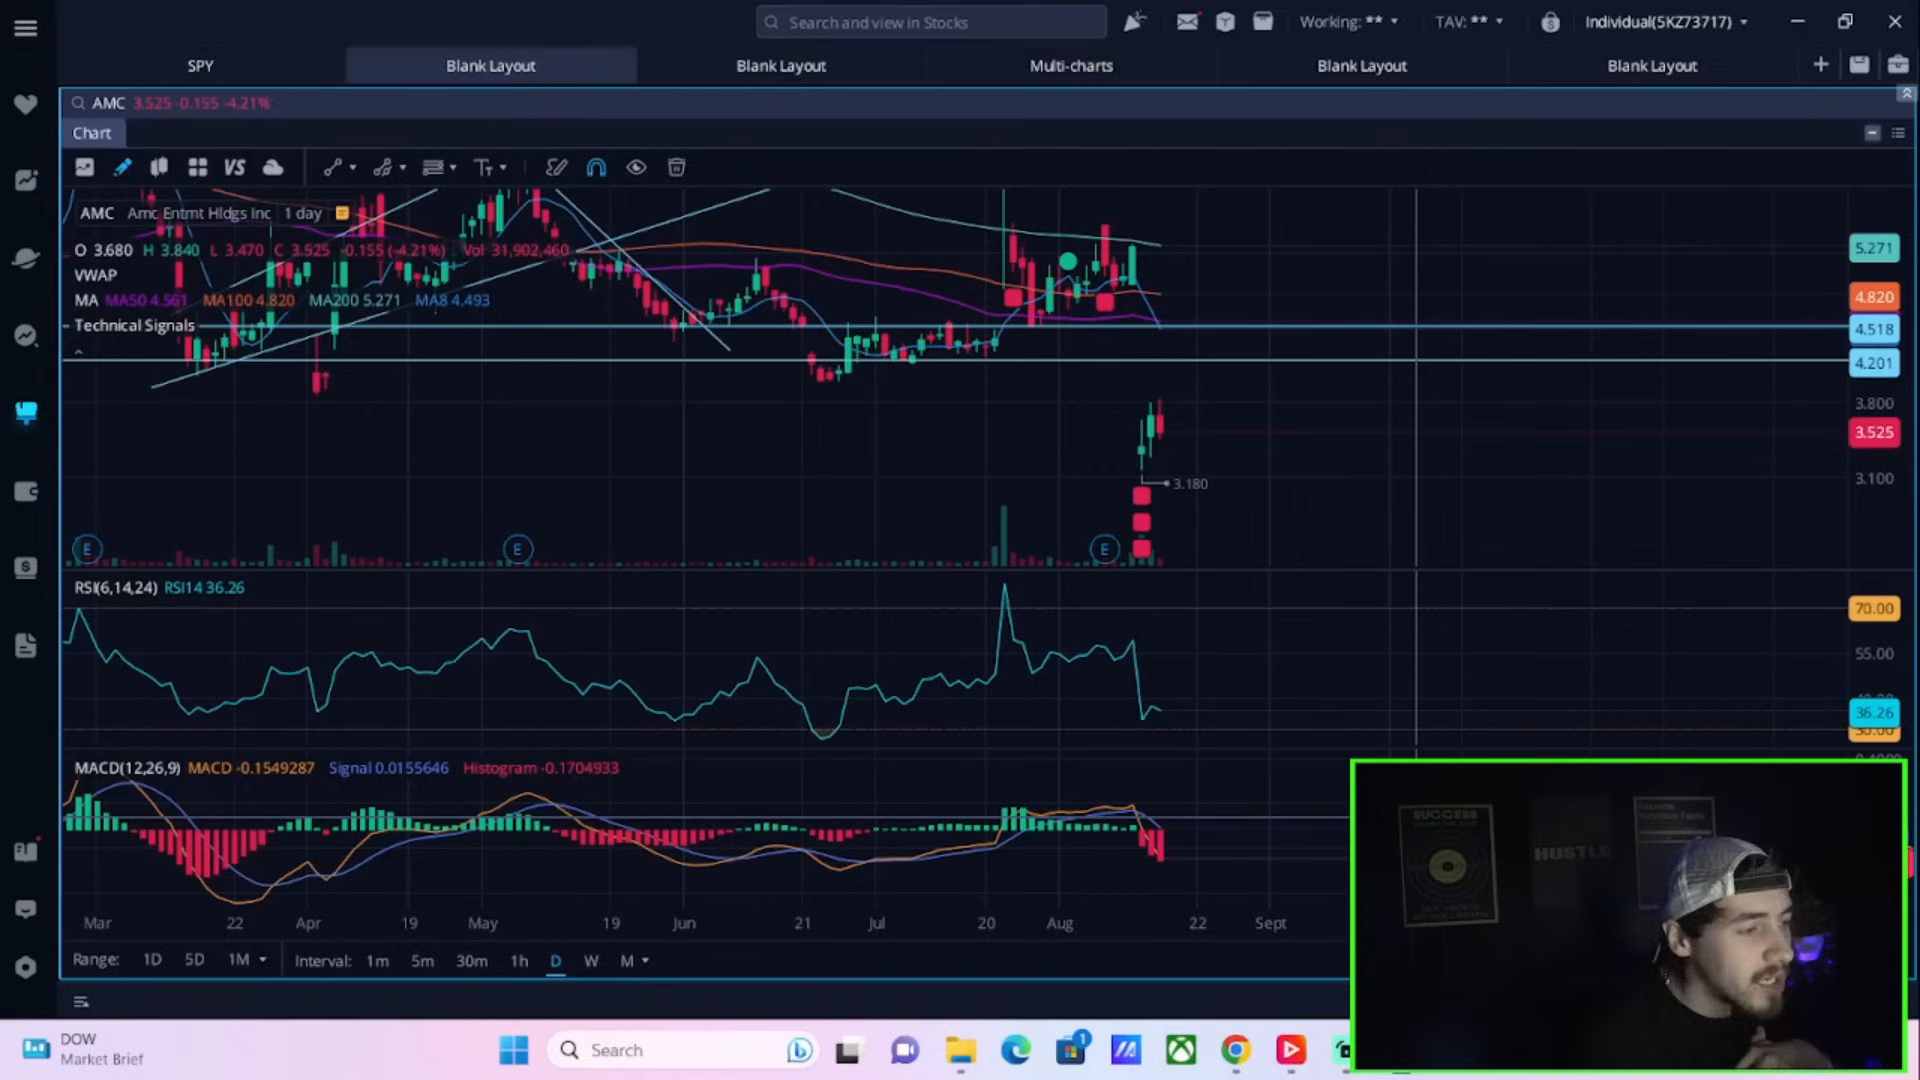 Search and view in Stocks
Working: **
TAV: **
Individual(5KZ73717)
SPY
Blank Layout
Blank Layout
Multi-charts
Blank Layout
Blank Layout
AMC 3.525 -0.155 -4.21%
Chart
VS
AMC Amc Entmt Hldgs Inc 1 day
O 3.680 H 3.840 L 3.470 C 3.525 -0.155 (-4.21%) Vol 31,902,460
VWAP
MA MA50 4.561 MA100 4.820 MA200 5.271 MA8 4.493
Technical Signals
5.271
4.820
4.518
4.201
3.800
3.525
3.100
3.180
E
E
E
RSI(6,14,24) RSI14 36.26
70.00
55.00
36.26
30.00
MACD(12,26,9) MACD -0.1549287 Signal 0.0155646 Histogram -0.1704933
Mar 22 Apr 19 May 19 Jun 21 Jul 20 Aug 22 Sept
Range: 1D 5D 1M Interval: 1m 5m 30m 1h D W M
SUCCESS
HUSTLE
DOW
Market Brief
Search
1